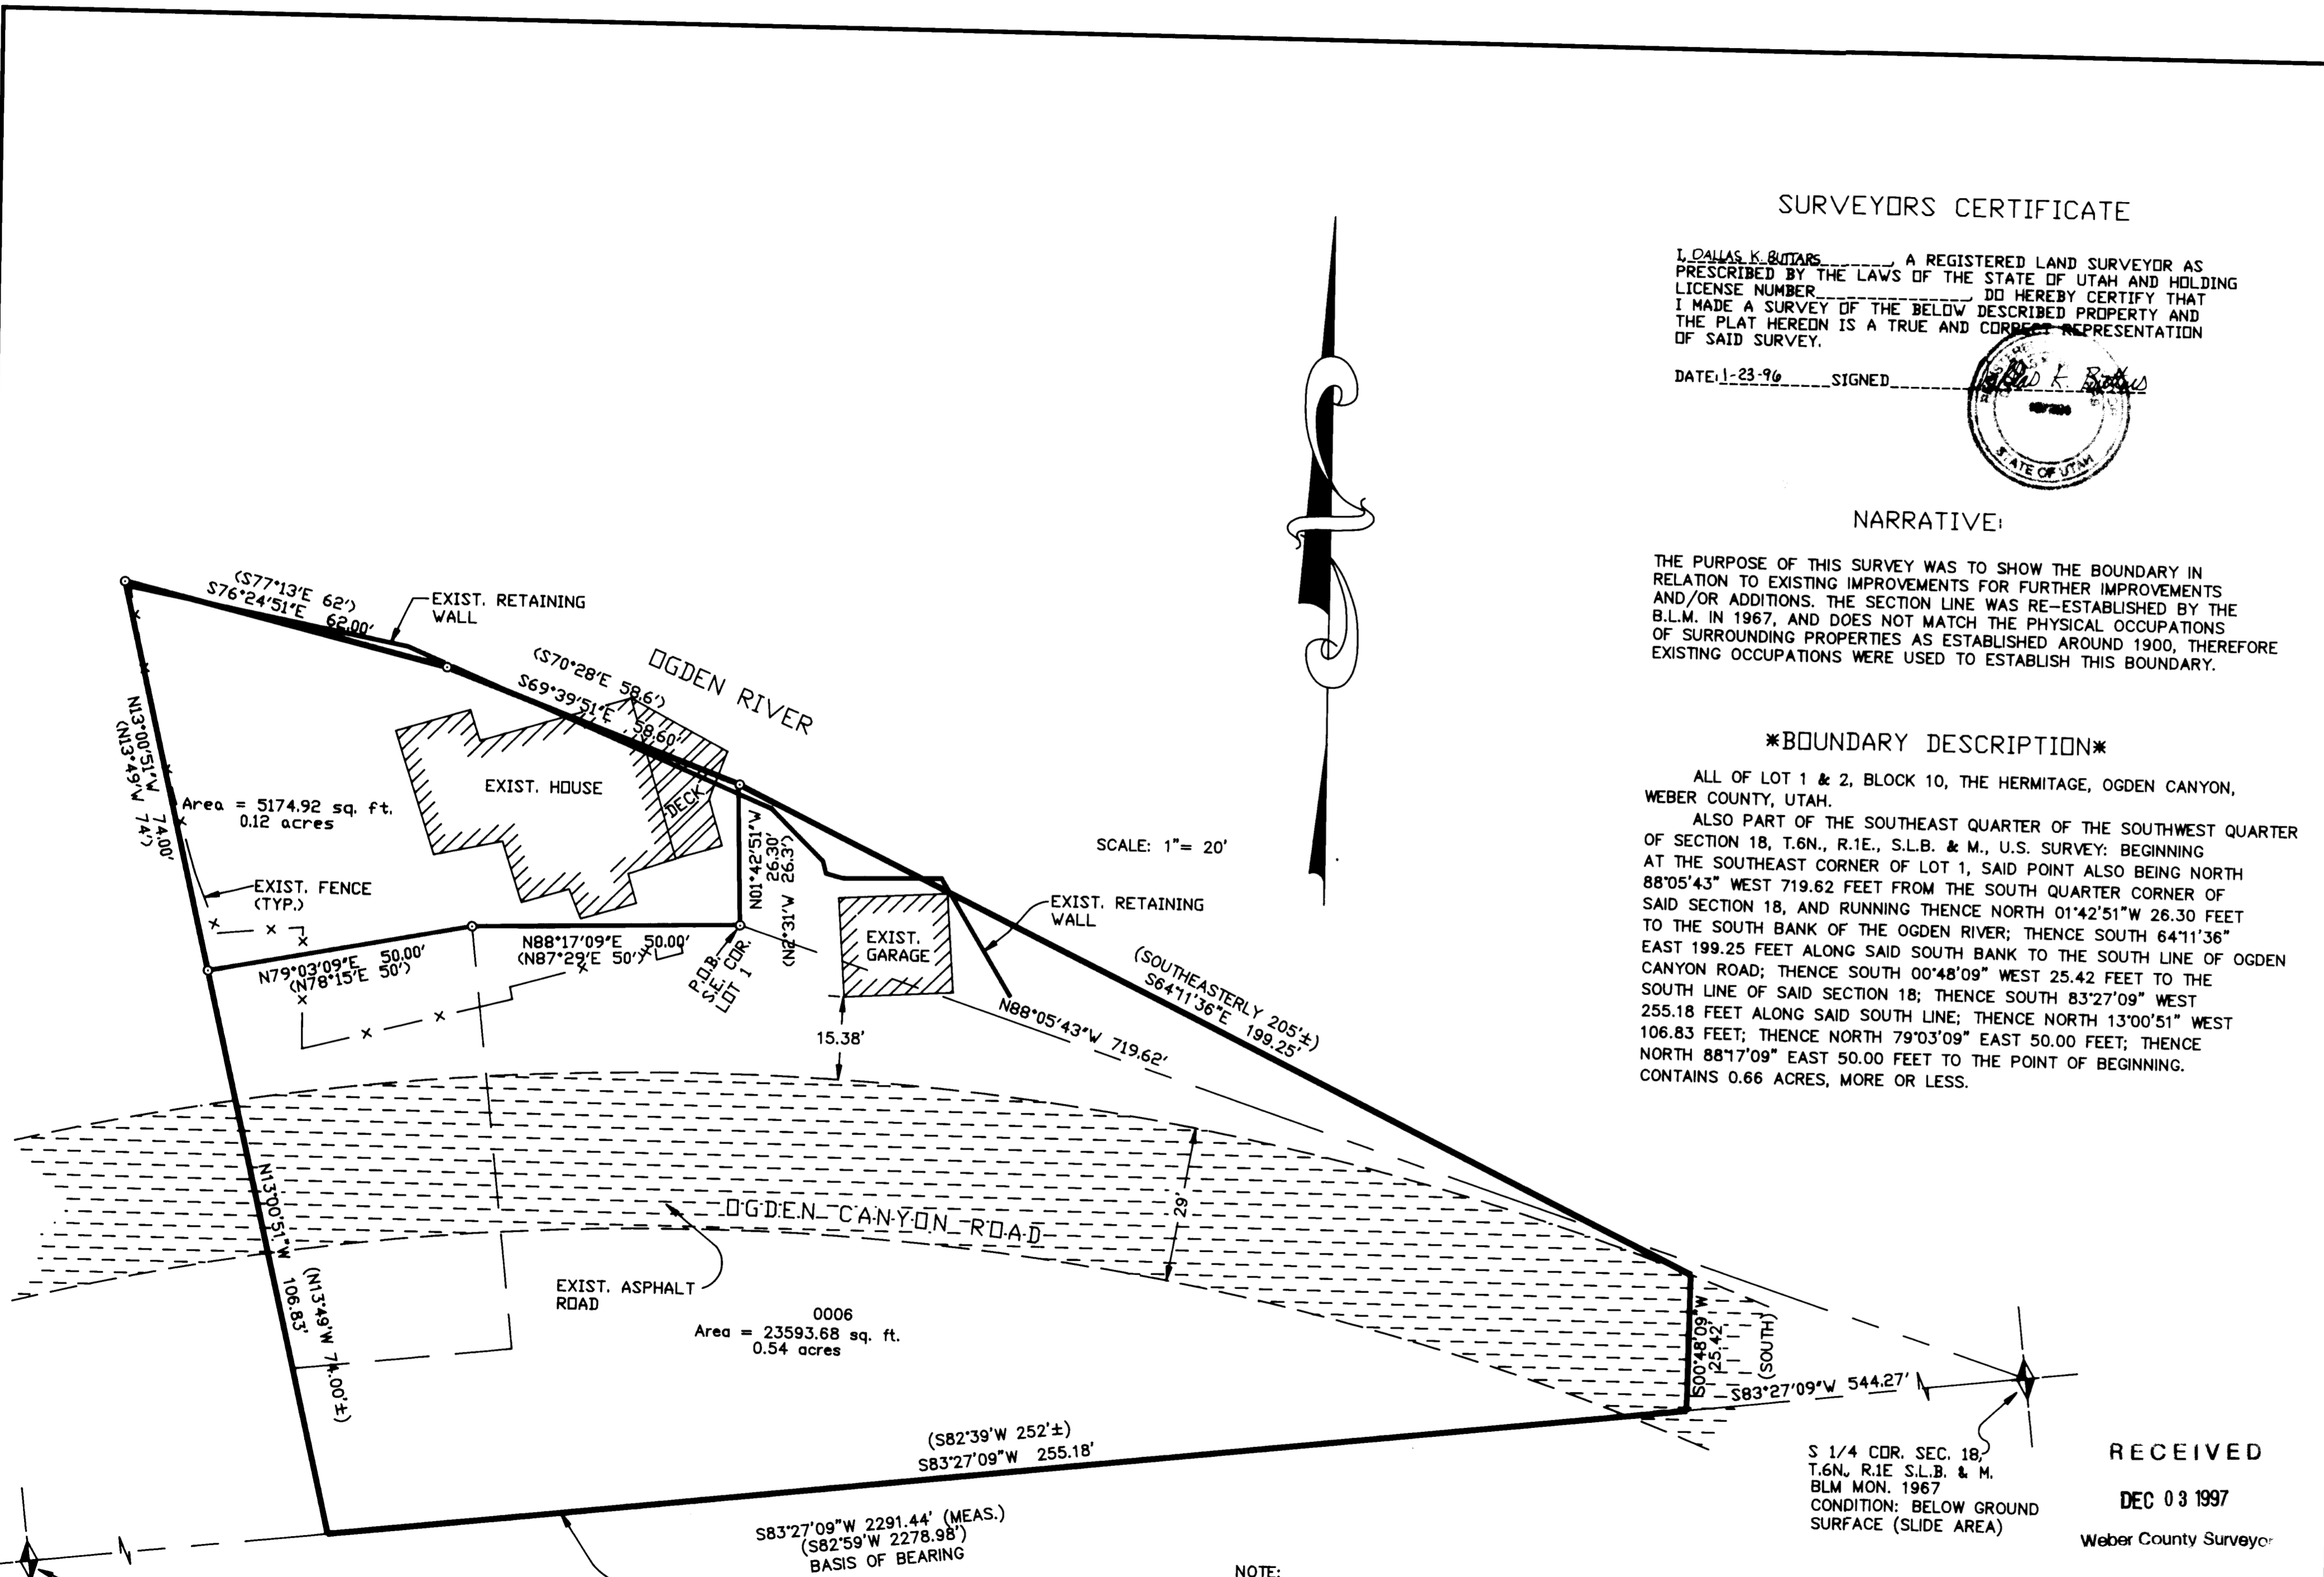 SURVEYORS CERTIFICATE
I, DALLAS K. BUTTARS________, A REGISTERED LAND SURVEYOR AS
PRESCRIBED BY THE LAWS OF THE STATE OF UTAH AND HOLDING
LICENSE NUMBER________________, DO HEREBY CERTIFY THAT
I MADE A SURVEY OF THE BELOW DESCRIBED PROPERTY AND
THE PLAT HEREON IS A TRUE AND CORRECT REPRESENTATION
OF SAID SURVEY.
DATE: 1-23-96 SIGNED Dallas K. Buttars
STATE OF UTAH
NARRATIVE:
THE PURPOSE OF THIS SURVEY WAS TO SHOW THE BOUNDARY IN
RELATION TO EXISTING IMPROVEMENTS FOR FURTHER IMPROVEMENTS
AND/OR ADDITIONS. THE SECTION LINE WAS RE-ESTABLISHED BY THE
B.L.M. IN 1967, AND DOES NOT MATCH THE PHYSICAL OCCUPATIONS
OF SURROUNDING PROPERTIES AS ESTABLISHED AROUND 1900, THEREFORE
EXISTING OCCUPATIONS WERE USED TO ESTABLISH THIS BOUNDARY.
*BOUNDARY DESCRIPTION*
ALL OF LOT 1 & 2, BLOCK 10, THE HERMITAGE, OGDEN CANYON,
WEBER COUNTY, UTAH.
ALSO PART OF THE SOUTHEAST QUARTER OF THE SOUTHWEST QUARTER
OF SECTION 18, T.6N., R.1E., S.L.B. & M., U.S. SURVEY: BEGINNING
AT THE SOUTHEAST CORNER OF LOT 1, SAID POINT ALSO BEING NORTH
88°05'43" WEST 719.62 FEET FROM THE SOUTH QUARTER CORNER OF
SAID SECTION 18, AND RUNNING THENCE NORTH 01°42'51"W 26.30 FEET
TO THE SOUTH BANK OF THE OGDEN RIVER; THENCE SOUTH 64°11'36"
EAST 199.25 FEET ALONG SAID SOUTH BANK TO THE SOUTH LINE OF OGDEN
CANYON ROAD; THENCE SOUTH 00°48'09" WEST 25.42 FEET TO THE
SOUTH LINE OF SAID SECTION 18; THENCE SOUTH 83°27'09" WEST
255.18 FEET ALONG SAID SOUTH LINE; THENCE NORTH 13°00'51" WEST
106.83 FEET; THENCE NORTH 79°03'09" EAST 50.00 FEET; THENCE
NORTH 88°17'09" EAST 50.00 FEET TO THE POINT OF BEGINNING.
CONTAINS 0.66 ACRES, MORE OR LESS.
(S77°13'E 62')
S76°24'51"E 62.00'
EXIST. RETAINING
WALL
(S70°28'E 58.6')
S69°39'51"E 58.60'
OGDEN RIVER
N13°00'51"W 74.00'
(N13°49'W 74')
EXIST. HOUSE
DECK
Area = 5174.92 sq. ft.
0.12 acres
EXIST. FENCE
(TYP.)
N01°42'51"W
26.30'
(N2°31'W 26.3')
SCALE: 1"= 20'
N79°03'09"E 50.00'
(N78°15'E 50')
N88°17'09"E 50.00'
(N87°29'E 50')
P.O.B.
S.E. COR.
LOT 1
EXIST.
GARAGE
EXIST. RETAINING
WALL
15.38'
N88°05'43"W 719.62'
(SOUTHEASTERLY 205'±)
S64°11'36"E 199.25'
29'
OGDEN CANYON ROAD
EXIST. ASPHALT
ROAD
N13°00'51"W 106.83'
(N13°49'W 74.00'±)
0006
Area = 23593.68 sq. ft.
0.54 acres
S00°48'09"W
25.42'
(SOUTH)
S83°27'09"W 544.27'
(S82°39'W 252'±)
S83°27'09"W 255.18'
S83°27'09"W 2291.44' (MEAS.)
(S82°59'W 2278.98')
BASIS OF BEARING
S 1/4 COR. SEC. 18,
T.6N., R.1E S.L.B. & M.
BLM MON. 1967
CONDITION: BELOW GROUND
SURFACE (SLIDE AREA)
RECEIVED
DEC 03 1997
Weber County Surveyor
NOTE: